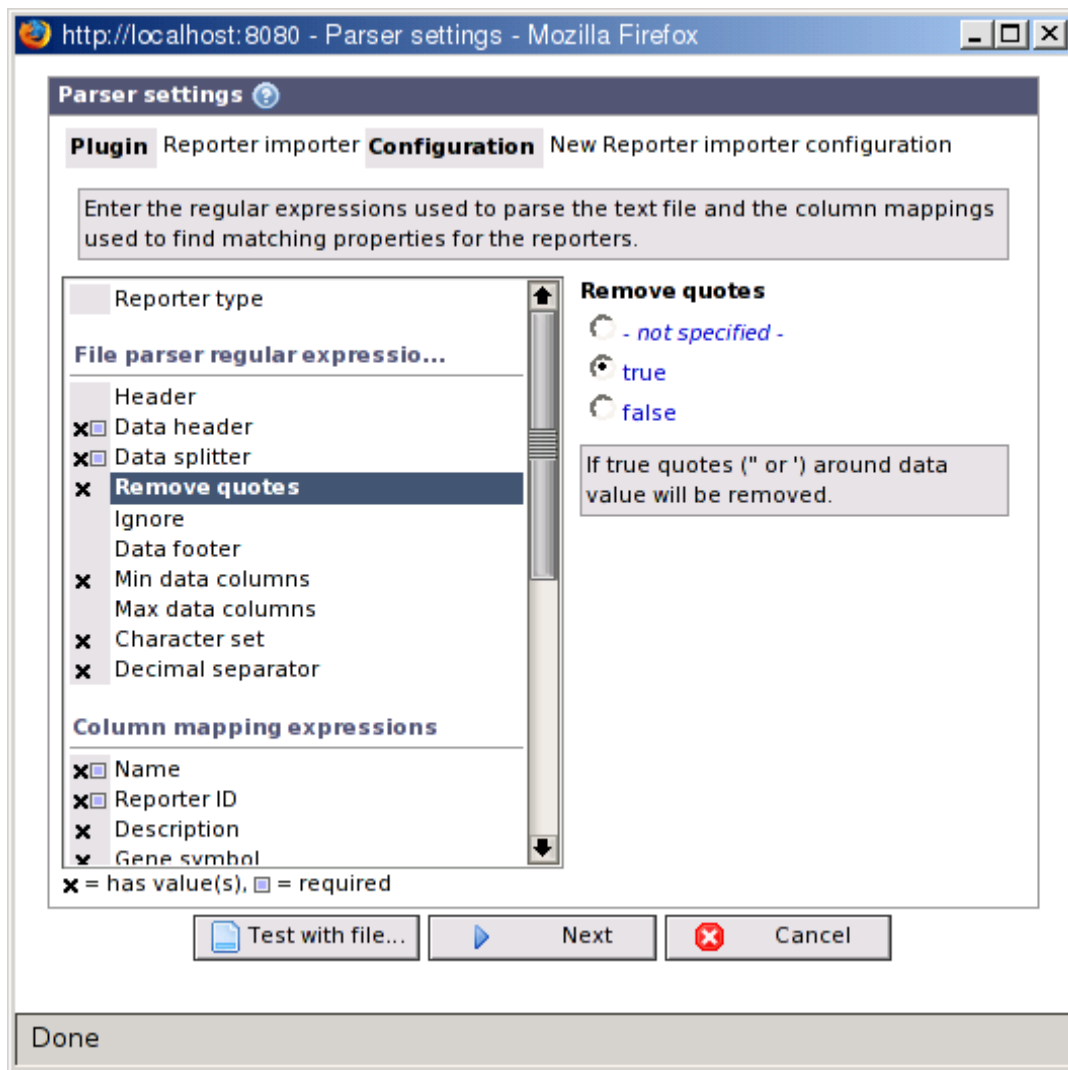 http://localhost:8080 - Parser settings - Mozilla Firefox
Parser settings
Plugin Reporter importer Configuration New Reporter importer configuration
Enter the regular expressions used to parse the text file and the column mappings
used to find matching properties for the reporters.
Reporter type
File parser regular expressio...
Header
Data header
Data splitter
Remove quotes
Ignore
Data footer
Min data columns
Max data columns
Character set
Decimal separator
Column mapping expressions
Name
Reporter ID
Description
Gene symbol
x = has value(s), = required
Remove quotes
- not specified -
true
false
If true quotes (" or ') around data
value will be removed.
Test with file...
Next
Cancel
Done